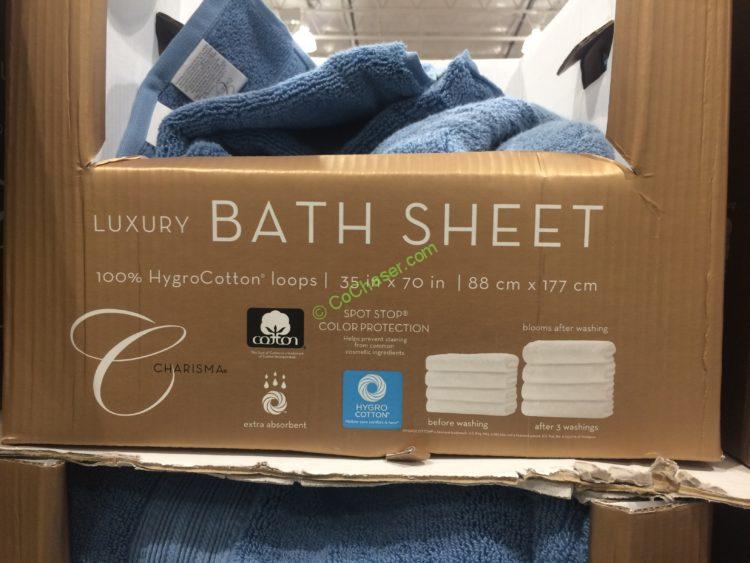 LUXURY BATH SHEET
100% HygroCotton® loops | 35 in x 70 in | 88 cm x 177 cm
© CoChaser.com
C
CHARISMA®
cotton
extra absorbent
SPOT STOP®
COLOR PROTECTION
Helps prevent staining
from common
cosmetic ingredients
HYGRO
COTTON®
before washing
blooms after washing
after 3 washings